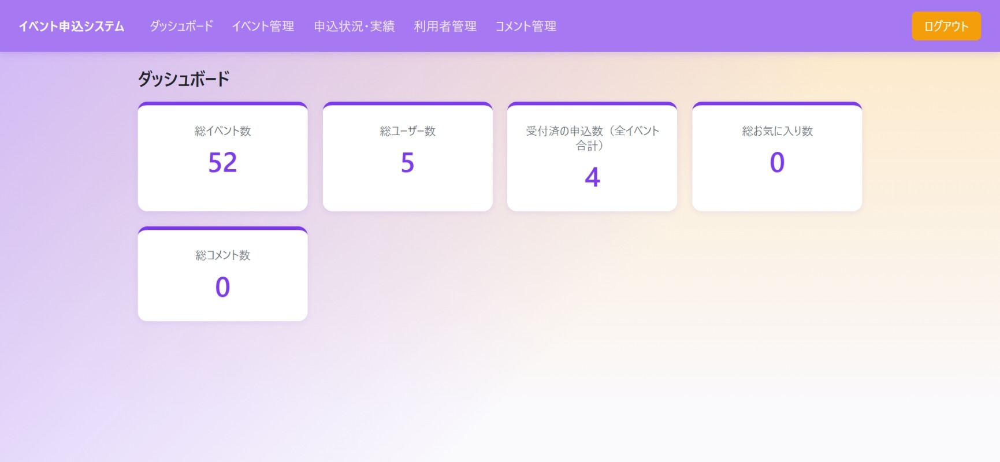 イベント申込システム ダッシュボード イベント管理 申込状況・実績 利用者管理 コメント管理 ログアウト
ダッシュボード
総イベント数
52
総ユーザー数
5
受付済の申込数（全イベント
合計）
4
総お気に入り数
0
総コメント数
0